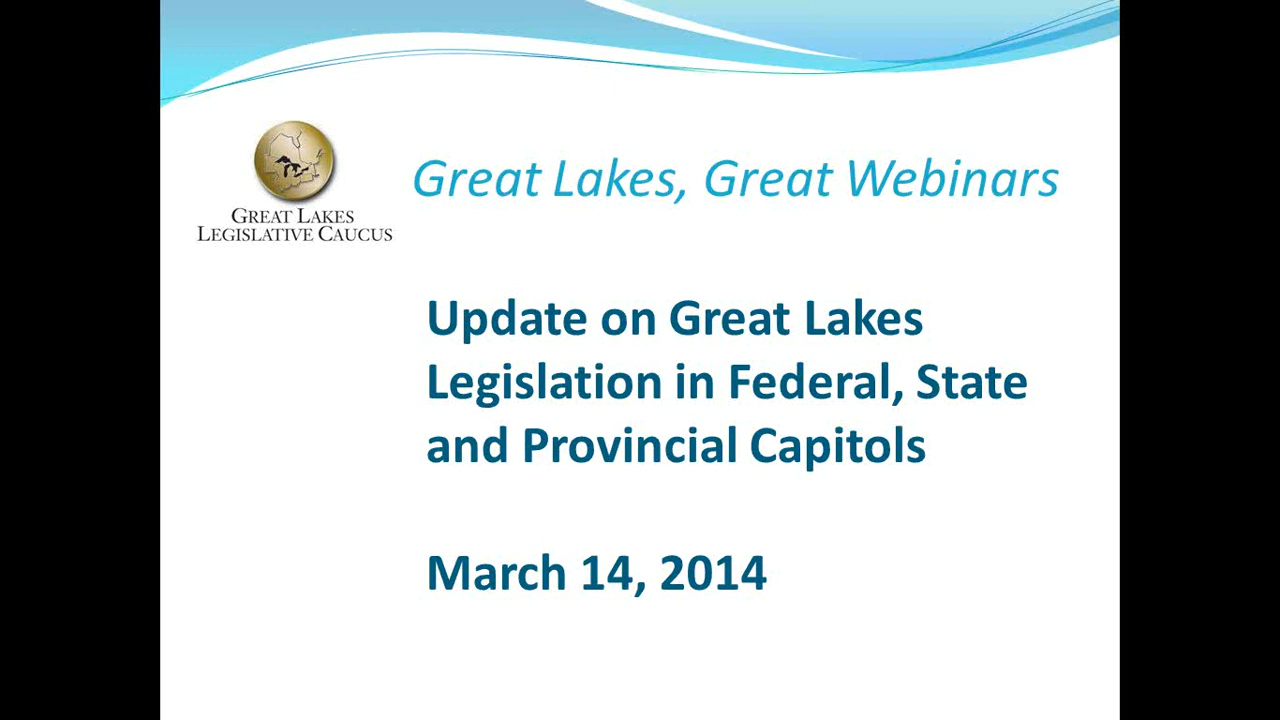 Great Lakes, Great Webinars
GREAT LAKES
LEGISLATIVE CAUCUS
Update on Great Lakes
Legislation in Federal, State
and Provincial Capitols
March 14, 2014